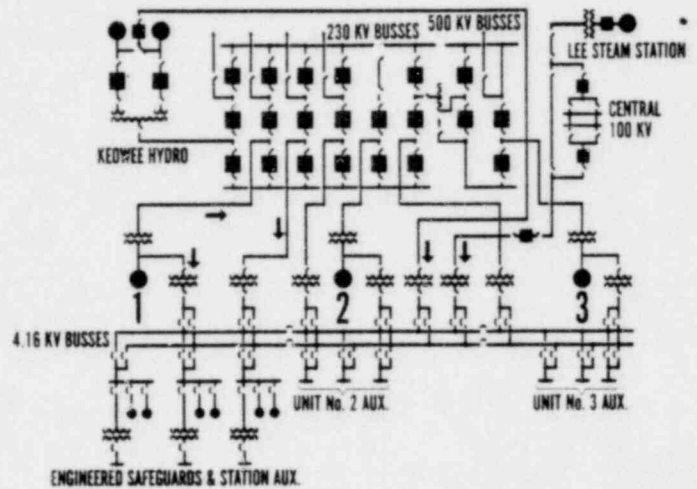 230 KV BUSSES
500 KV BUSSES
LEE STEAM STATION
CENTRAL
100 KV
KEOWEE HYDRO
1
2
3
4.16 KV BUSSES
UNIT No. 2 AUX.
UNIT No. 3 AUX.
ENGINEERED SAFEGUARDS & STATION AUX.